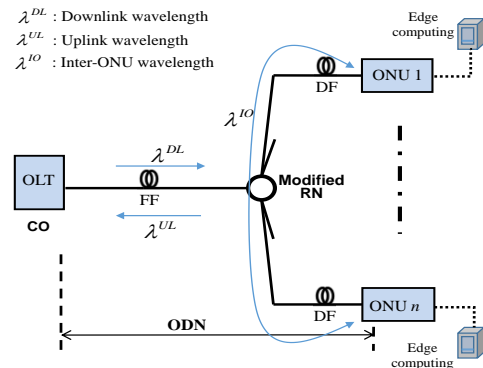 λ^DL : Downlink wavelength
λ^UL : Uplink wavelength
λ^IO : Inter-ONU wavelength
Edge
computing
ONU 1
DF
λ^IO
λ^DL
OLT
FF
Modified
RN
CO
λ^UL
ODN
DF
ONU n
Edge
computing